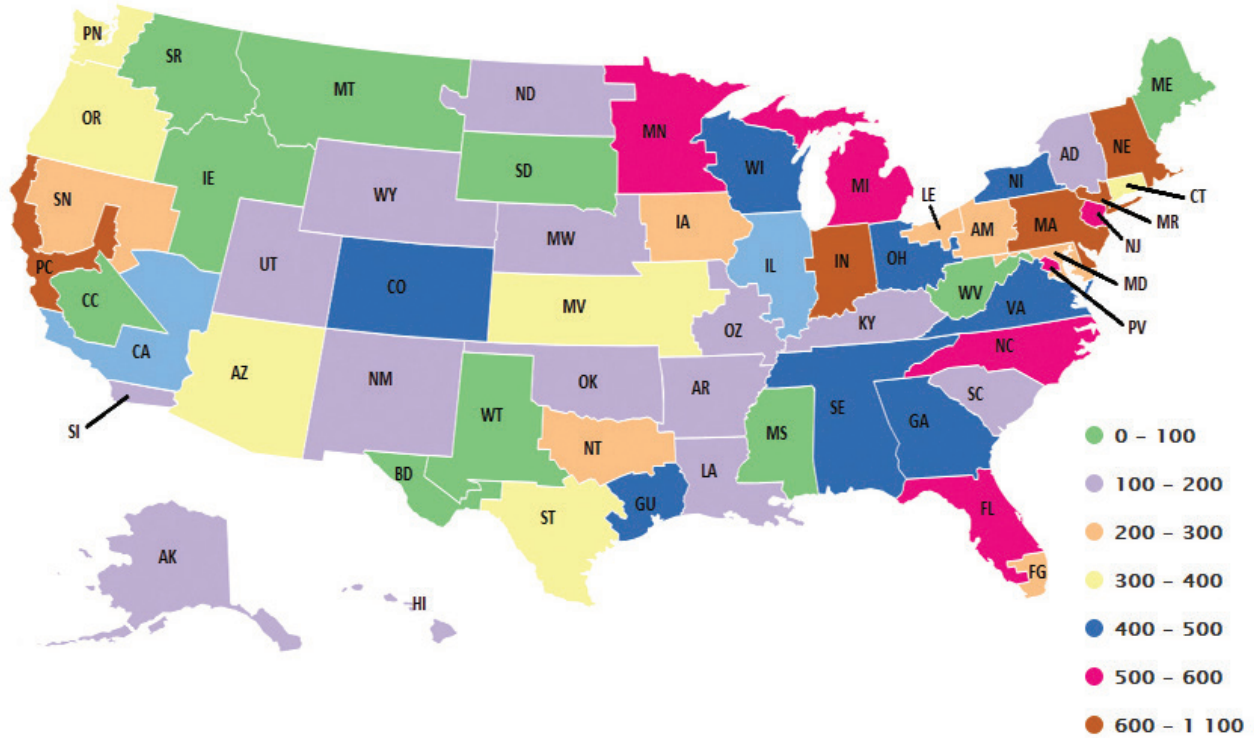 PN
SR
MT
ND
MN
ME
OR
WI
AD
NE
IE
SD
MI
NI
CT
SN
WY
LE
MR
IA
AM
MA
NJ
MW
UT
IL
IN
OH
MD
PC
CO
CC
WV
MV
VA
PV
OZ
KY
CA
NC
AZ
NM
OK
AR
SE
SC
SI
WT
GA
MS
NT
BD
LA
GU
ST
FL
AK
FG
HI
0 – 100
100 – 200
200 – 300
300 – 400
400 – 500
500 – 600
600 – 1 100